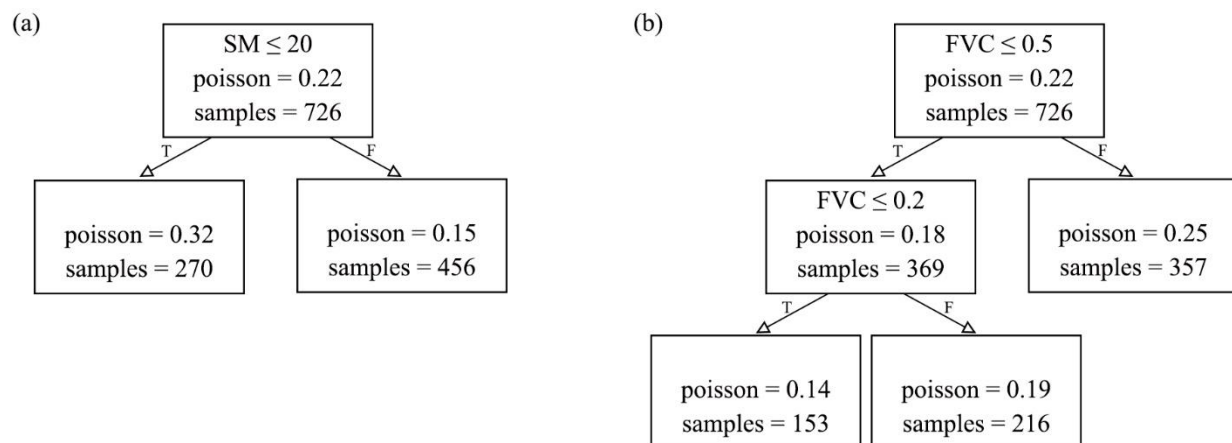 (a)
SM ≤ 20
poisson = 0.22
samples = 726
T
F
poisson = 0.32
samples = 270
poisson = 0.15
samples = 456
(b)
FVC ≤ 0.5
poisson = 0.22
samples = 726
T
F
FVC ≤ 0.2
poisson = 0.18
samples = 369
poisson = 0.25
samples = 357
T
F
poisson = 0.14
samples = 153
poisson = 0.19
samples = 216